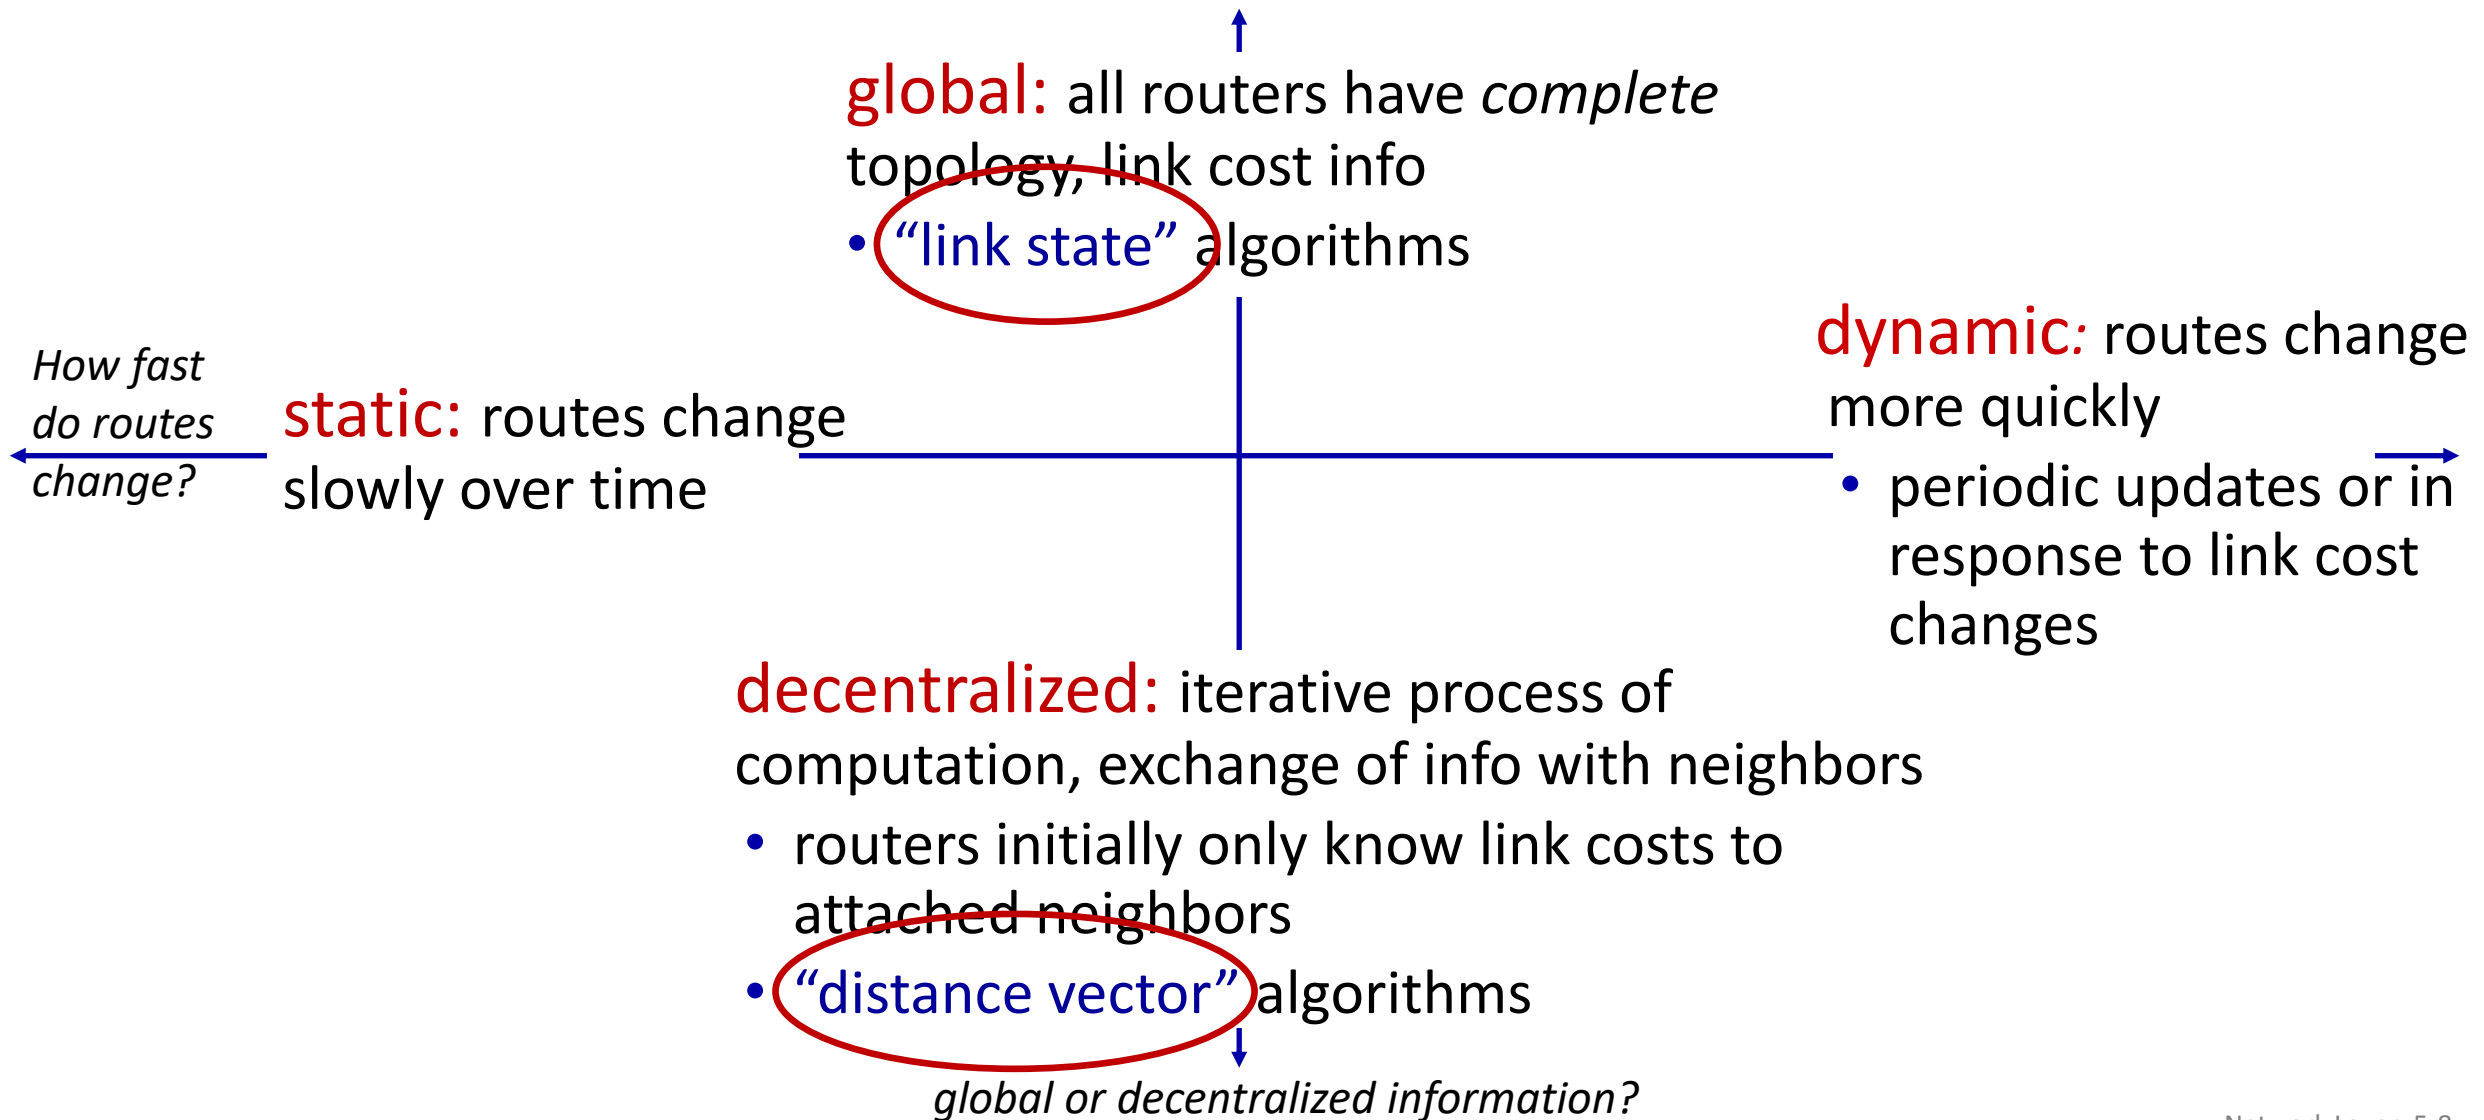 global: all routers have complete
topology, link cost info
• “link state” algorithms
How fast
do routes
change?
static: routes change
slowly over time
dynamic: routes change
more quickly
• periodic updates or in
response to link cost
changes
decentralized: iterative process of
computation, exchange of info with neighbors
• routers initially only know link costs to
attached neighbors
• “distance vector” algorithms
global or decentralized information?